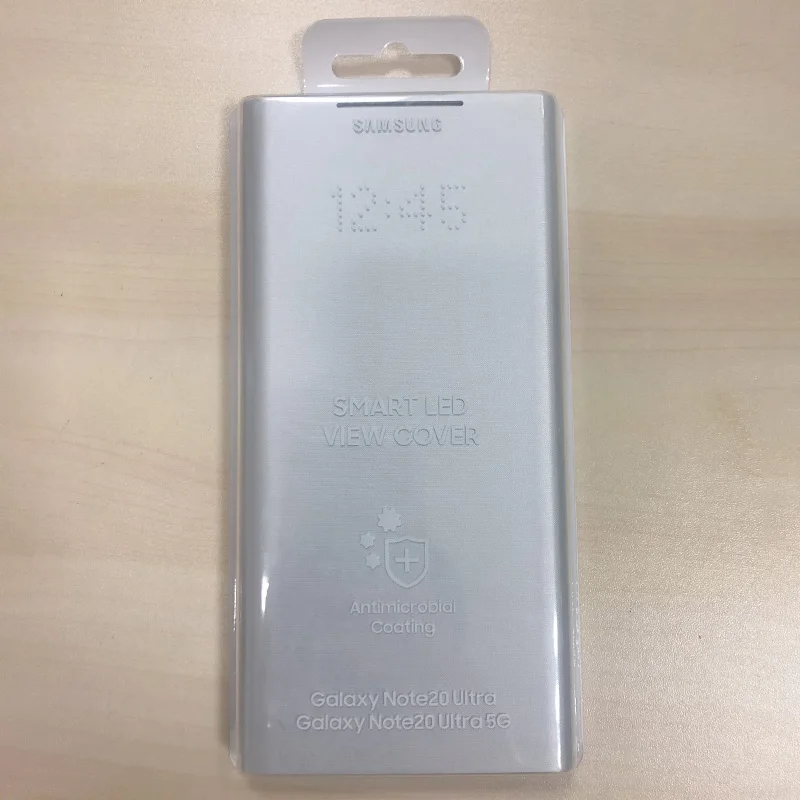 SAMSUNG
12:45
SMART LED
VIEW COVER
Antimicrobial
Coating
Galaxy Note20 Ultra
Galaxy Note20 Ultra 5G